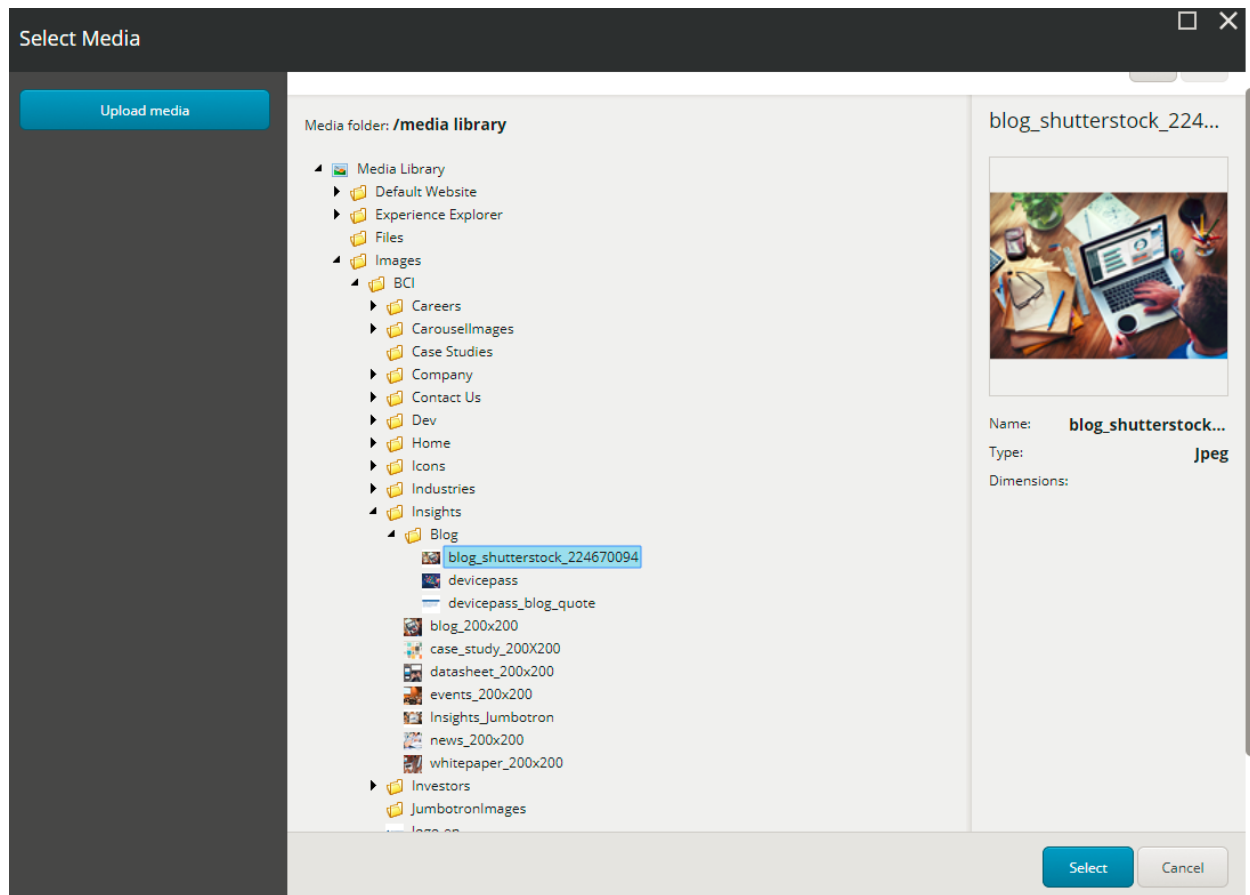 Select Media
Upload media
Media folder: /media library
Media Library
Default Website
Experience Explorer
Files
Images
BCI
Careers
CarouselImages
Case Studies
Company
Contact Us
Dev
Home
Icons
Industries
Insights
Blog
blog_shutterstock_224670094
devicepass
devicepass_blog_quote
blog_200x200
case_study_200X200
datasheet_200x200
events_200x200
Insights_Jumbotron
news_200x200
whitepaper_200x200
Investors
JumbotronImages
blog_shutterstock_224...
Name: blog_shutterstock...
Type: Jpeg
Dimensions:
Select
Cancel